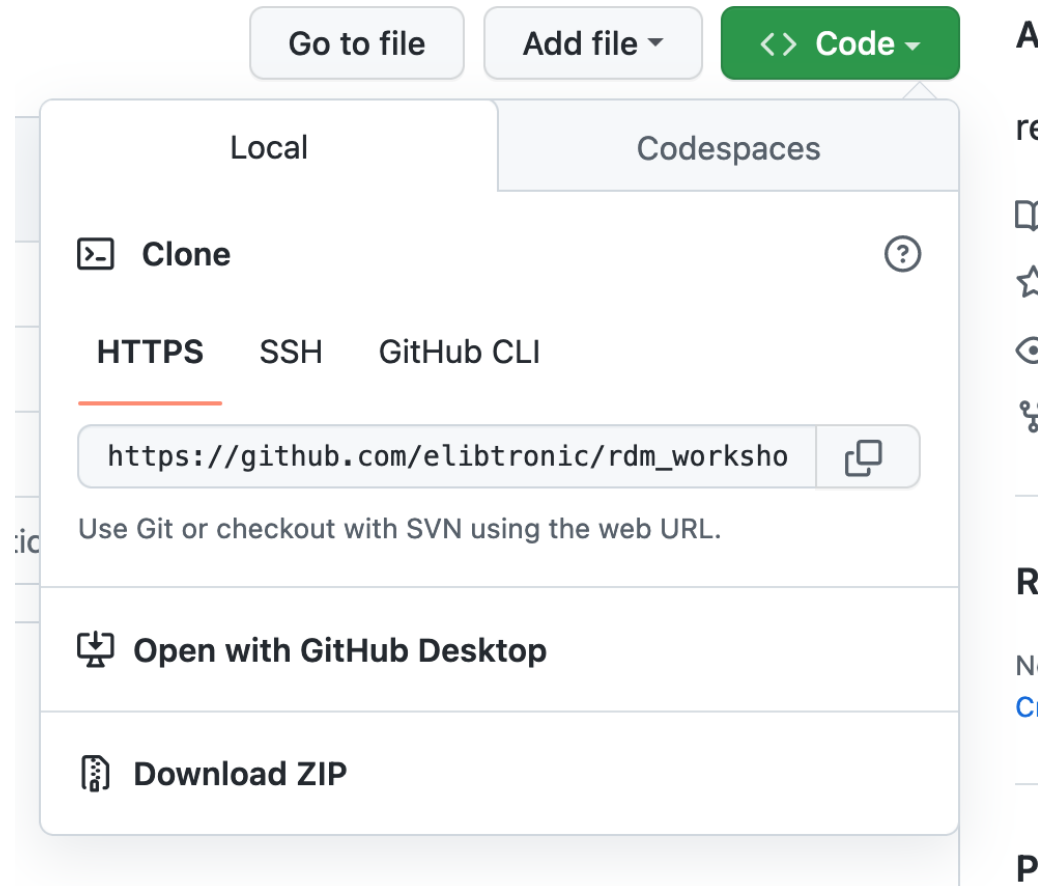 Go to file
Add file
<> Code
Local
Codespaces
Clone
HTTPS
SSH
GitHub CLI
https://github.com/elibtronic/rdm_worksho
Use Git or checkout with SVN using the web URL.
Open with GitHub Desktop
Download ZIP